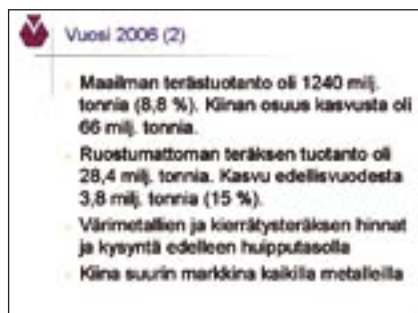 Vuosi 2006 (2)
Maailman terästuotanto oli 1240 milj.
tonnia (8,8 %). Kiinan osuus kasvusta oli
66 milj. tonnia.
Ruostumattoman teräksen tuotanto oli
28,4 milj. tonnia. Kasvu edellisvuodesta
3,8 milj. tonnia (15 %).
Värimetallien ja kierrätysteräksen hinnat
ja kysyntä edelleen huipputasolla
Kiina suurin markkina kaikilla metalleilla